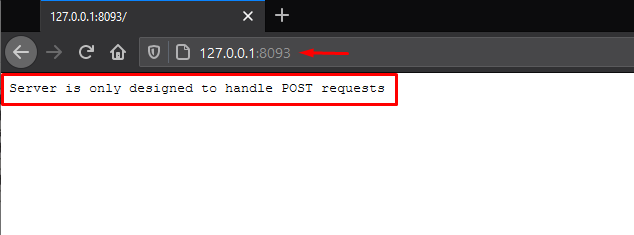 127.0.0.1:8093/
127.0.0.1:8093
Server is only designed to handle POST requests